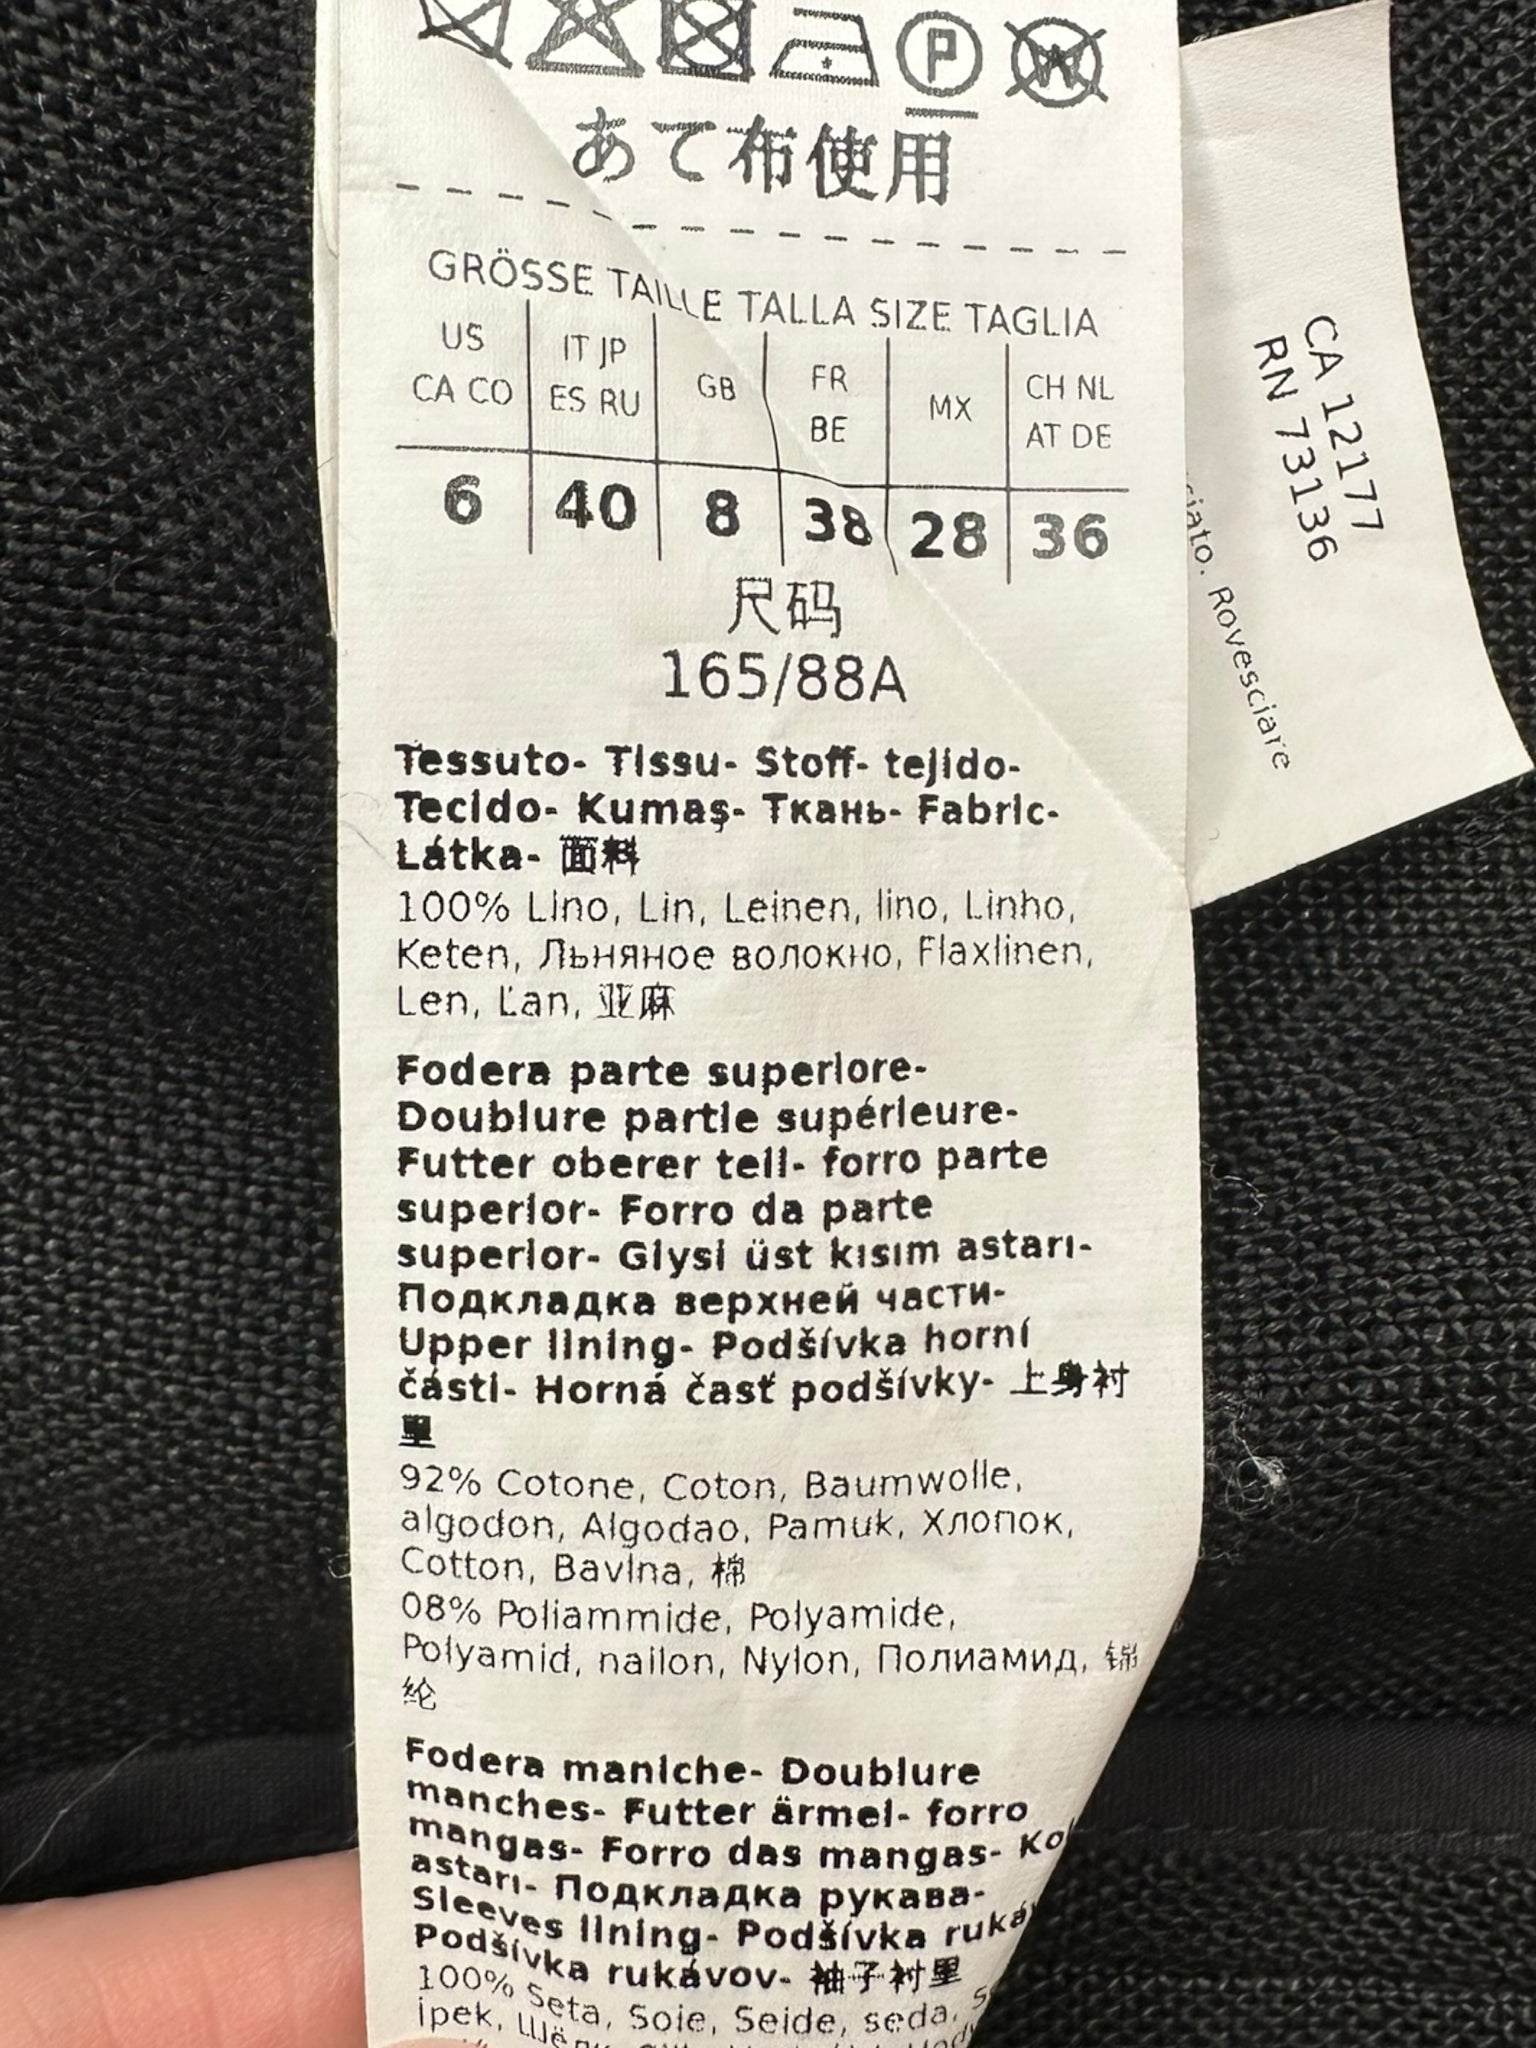 P
W
あて布使用
GRÖSSE TAILLE TALLA SIZE TAGLIA
US CA CO
IT JP ES RU
GB
FR BE
MX
CH NL AT DE
6 40 8 38 28 36
尺码
165/88A
Tessuto- Tissu- Stoff- tejido-
Tecido- Kumaş- Ткань- Fabric-
Látka- 面料
100% Lino, Lin, Leinen, lino, Linho,
Keten, Льняное волокно, Flaxlinen,
Len, Ľan, 亚麻
Fodera parte superiore-
Doublure partie supérieure-
Futter oberer teil- forro parte
superior- Forro da parte
superior- Giysi üst kısım astarı-
Подкладка верхней части-
Upper lining- Podšívka horní
části- Horná časť podšívky- 上身衬
里
92% Cotone, Coton, Baumwolle,
algodon, Algodao, Pamuk, Хлопок,
Cotton, Bavlna, 棉
08% Poliammide, Polyamide,
Polyamid, nailon, Nylon, Полиамид, 锦
纶
Fodera maniche- Doublure
manches- Futter ärmel- forro
mangas- Forro das mangas-
astarı- Подкладка рукава-
Sleeves lining- Podšívka
Podšívka rukávov- 袖子衬里
100% Seta, Soie, Seide, seda,
İpek,
CA 12177
RN 73136
Rovesciare